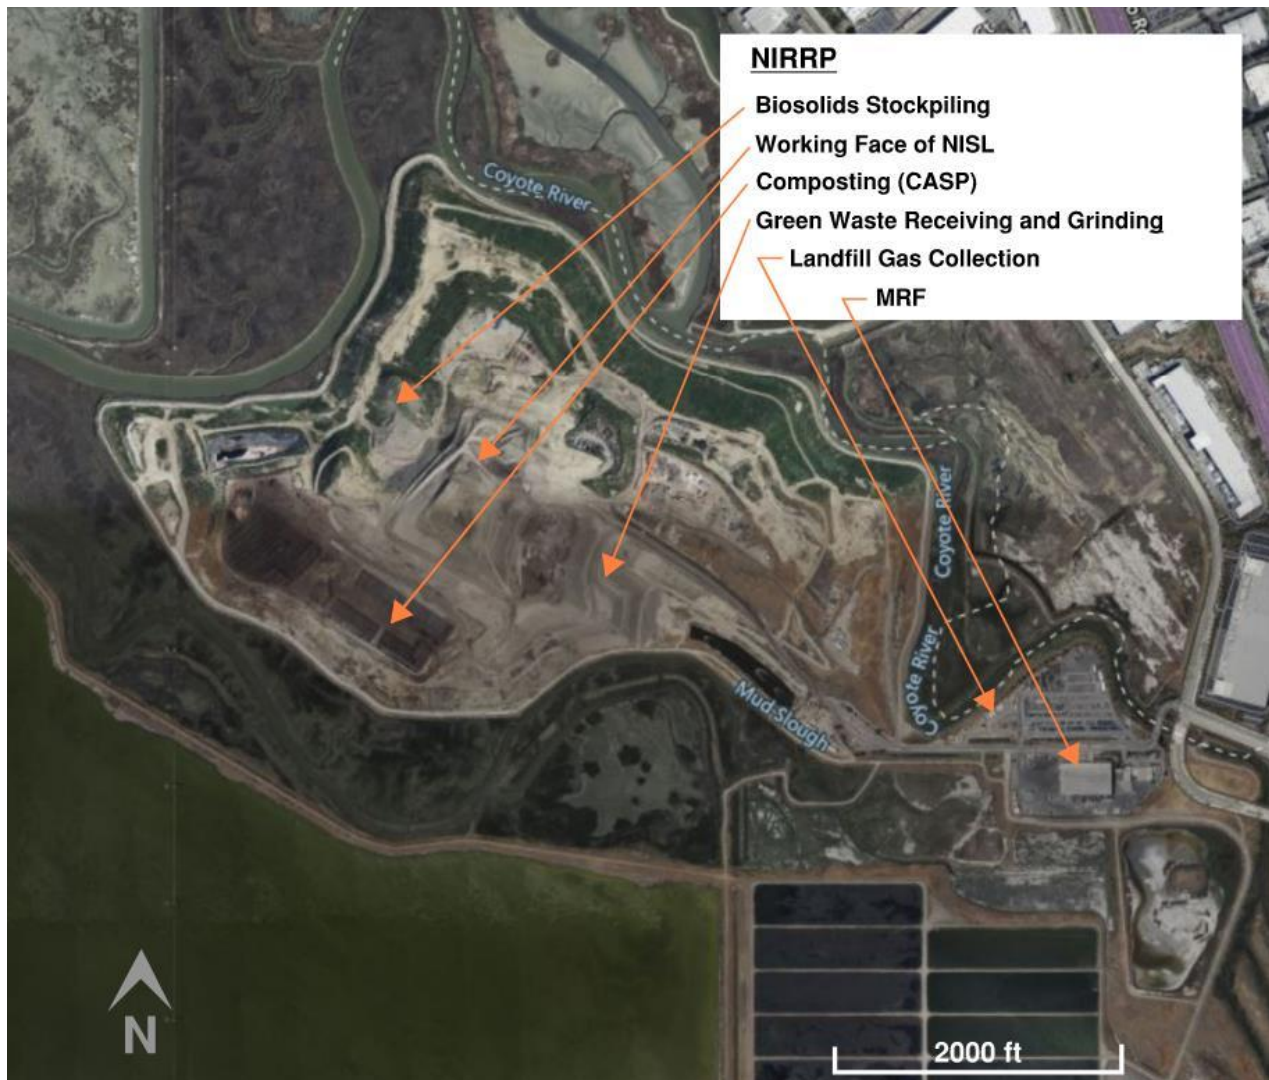 NIRRP
Biosolids Stockpiling
Working Face of NISL
Composting (CASP)
Green Waste Receiving and Grinding
Landfill Gas Collection
MRF
Coyote River
Coyote River
Coyote River
Mud Slough
N
2000 ft